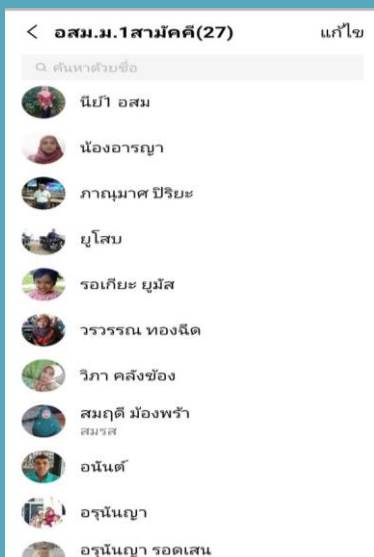 < อสม.ม.1สามัคคี(27) แก้ไข
ค้นหาด้วยชื่อ
นีย์1 อสม
น้องอารญา
ภาณุมาศ ปิริยะ
ยูโสบ
รอเกียะ ยูมัส
วรวรรณ ทองฉีด
วิภา คลังข้อง
สมฤดี ม้องพร้า
สมรส
อนันต์
อรุนันญา
อรุนันญา รอดเสน